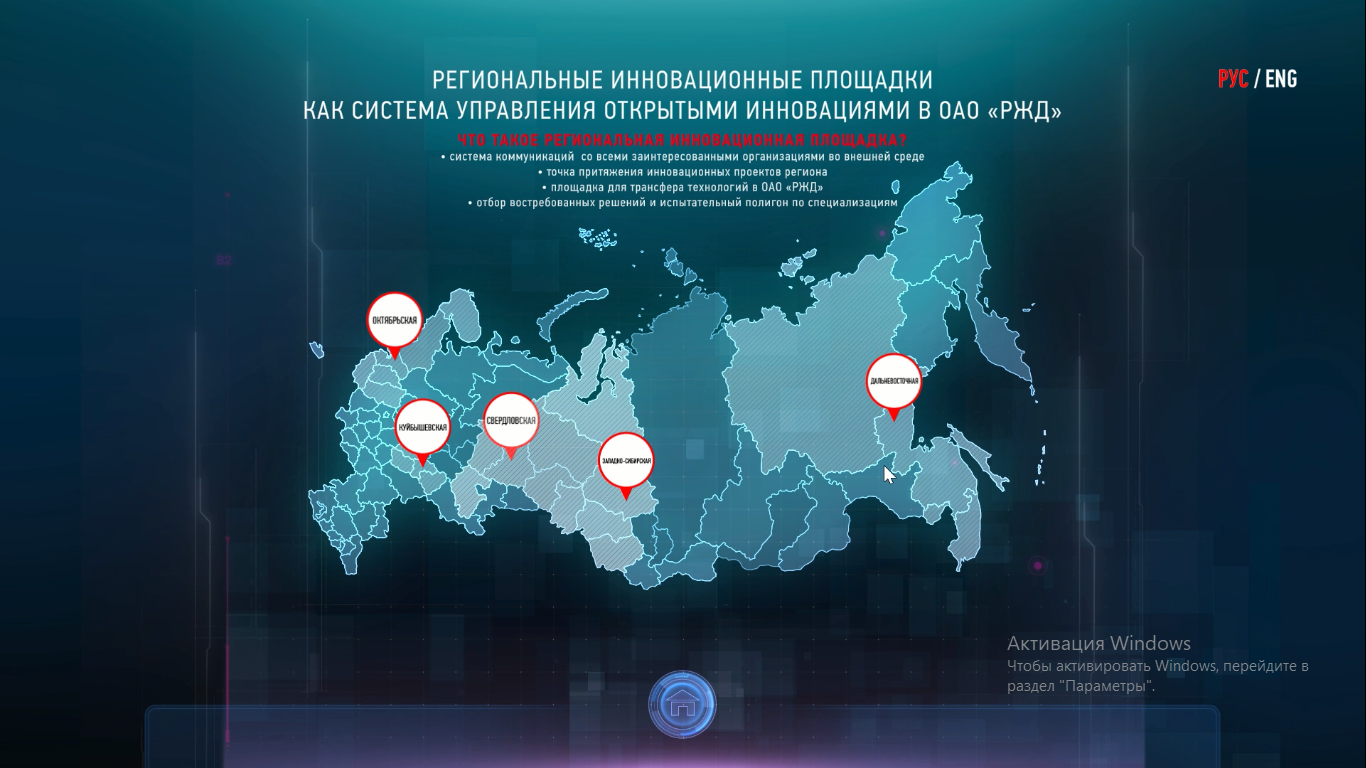 РЕГИОНАЛЬНЫЕ ИННОВАЦИОННЫЕ ПЛОЩАДКИ
КАК СИСТЕМА УПРАВЛЕНИЯ ОТКРЫТЫМИ ИННОВАЦИЯМИ В ОАО «РЖД»
РУС / ENG
ЧТО ТАКОЕ РЕГИОНАЛЬНАЯ ИННОВАЦИОННАЯ ПЛОЩАДКА?
• система коммуникаций со всеми заинтересованными организациями во внешней среде
• точка притяжения инновационных проектов региона
• площадка для трансфера технологий в ОАО «РЖД»
• отбор востребованных решений и испытательный полигон по специализациям
82
ОКТЯБРЬСКАЯ
ДАЛЬНЕВОСТОЧНАЯ
СВЕРДЛОВСКАЯ
КУЙБЫШЕВСКАЯ
ЗАПАДНО-СИБИРСКАЯ
Активация Windows
Чтобы активировать Windows, перейдите в
раздел "Параметры".